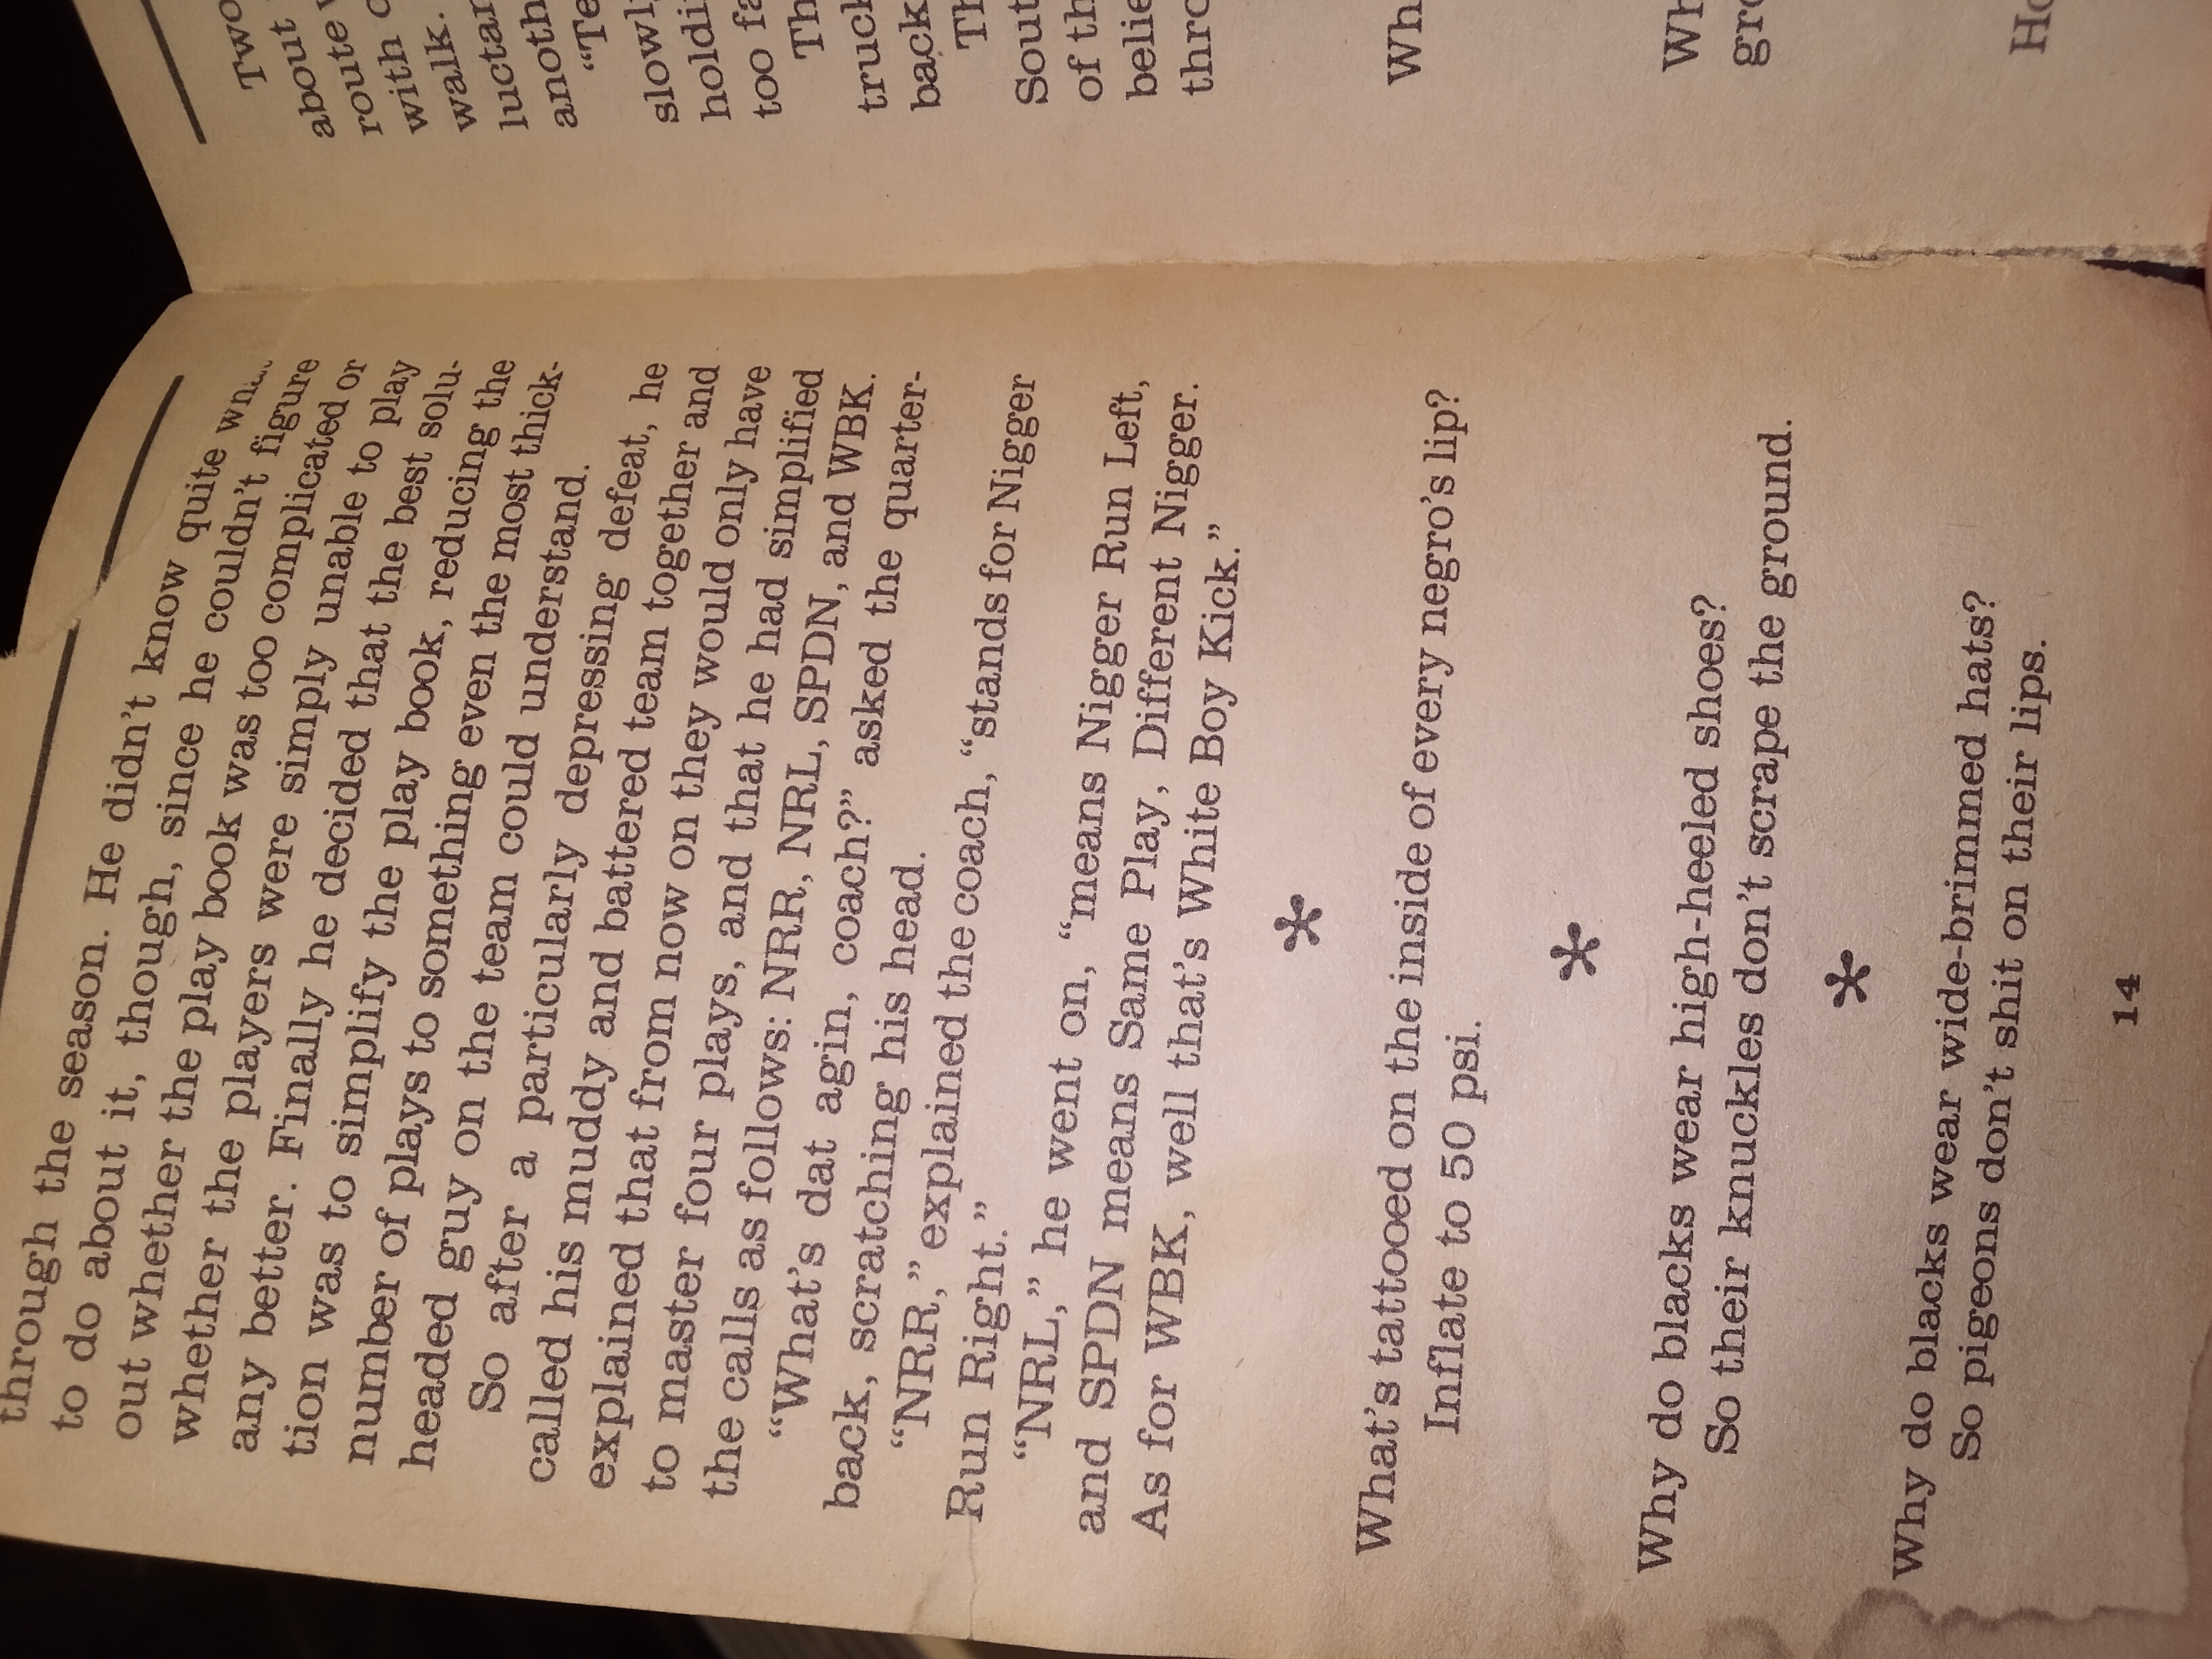 through the season. He didn't know quite
to do about it, though, since he couldn't figure
out whether the play book was too complicated or
whether the players were simply unable to play
any better. Finally he decided that the best solu-
tion was to simplify the play book, reducing the
number of plays to something even the most thick-
headed guy on the team could understand.
So after a particularly depressing defeat, he
called his muddy and battered team together and
explained that from now on they would only have
to master four plays, and that he had simplified
the calls as follows: NRR, NRL, SPDN, and WBK.
“What's dat agin, coach?” asked the quarter-
back, scratching his head.
“NRR,” explained the coach, “stands for Nigger
Run Right.”
“NRL,” he went on, “means Nigger Run Left,
and SPDN means Same Play, Different Nigger.
As for WBK, well that's White Boy Kick.”
*
What's tattooed on the inside of every negro's lip?
Inflate to 50 psi.
*
Why do blacks wear high-heeled shoes?
So their knuckles don't scrape the ground.
*
Why do blacks wear wide-brimmed hats?
So pigeons don't shit on their lips.
14
Two
about
route
with
walk.
too
of